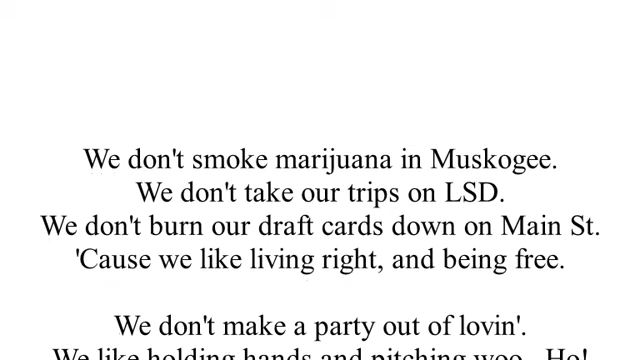 We don't smoke marijuana in Muskogee.
We don't take our trips on LSD.
We don't burn our draft cards down on Main St.
'Cause we like living right, and being free.
We don't make a party out of lovin'.
We like holding hands and pitching woo. Ho!